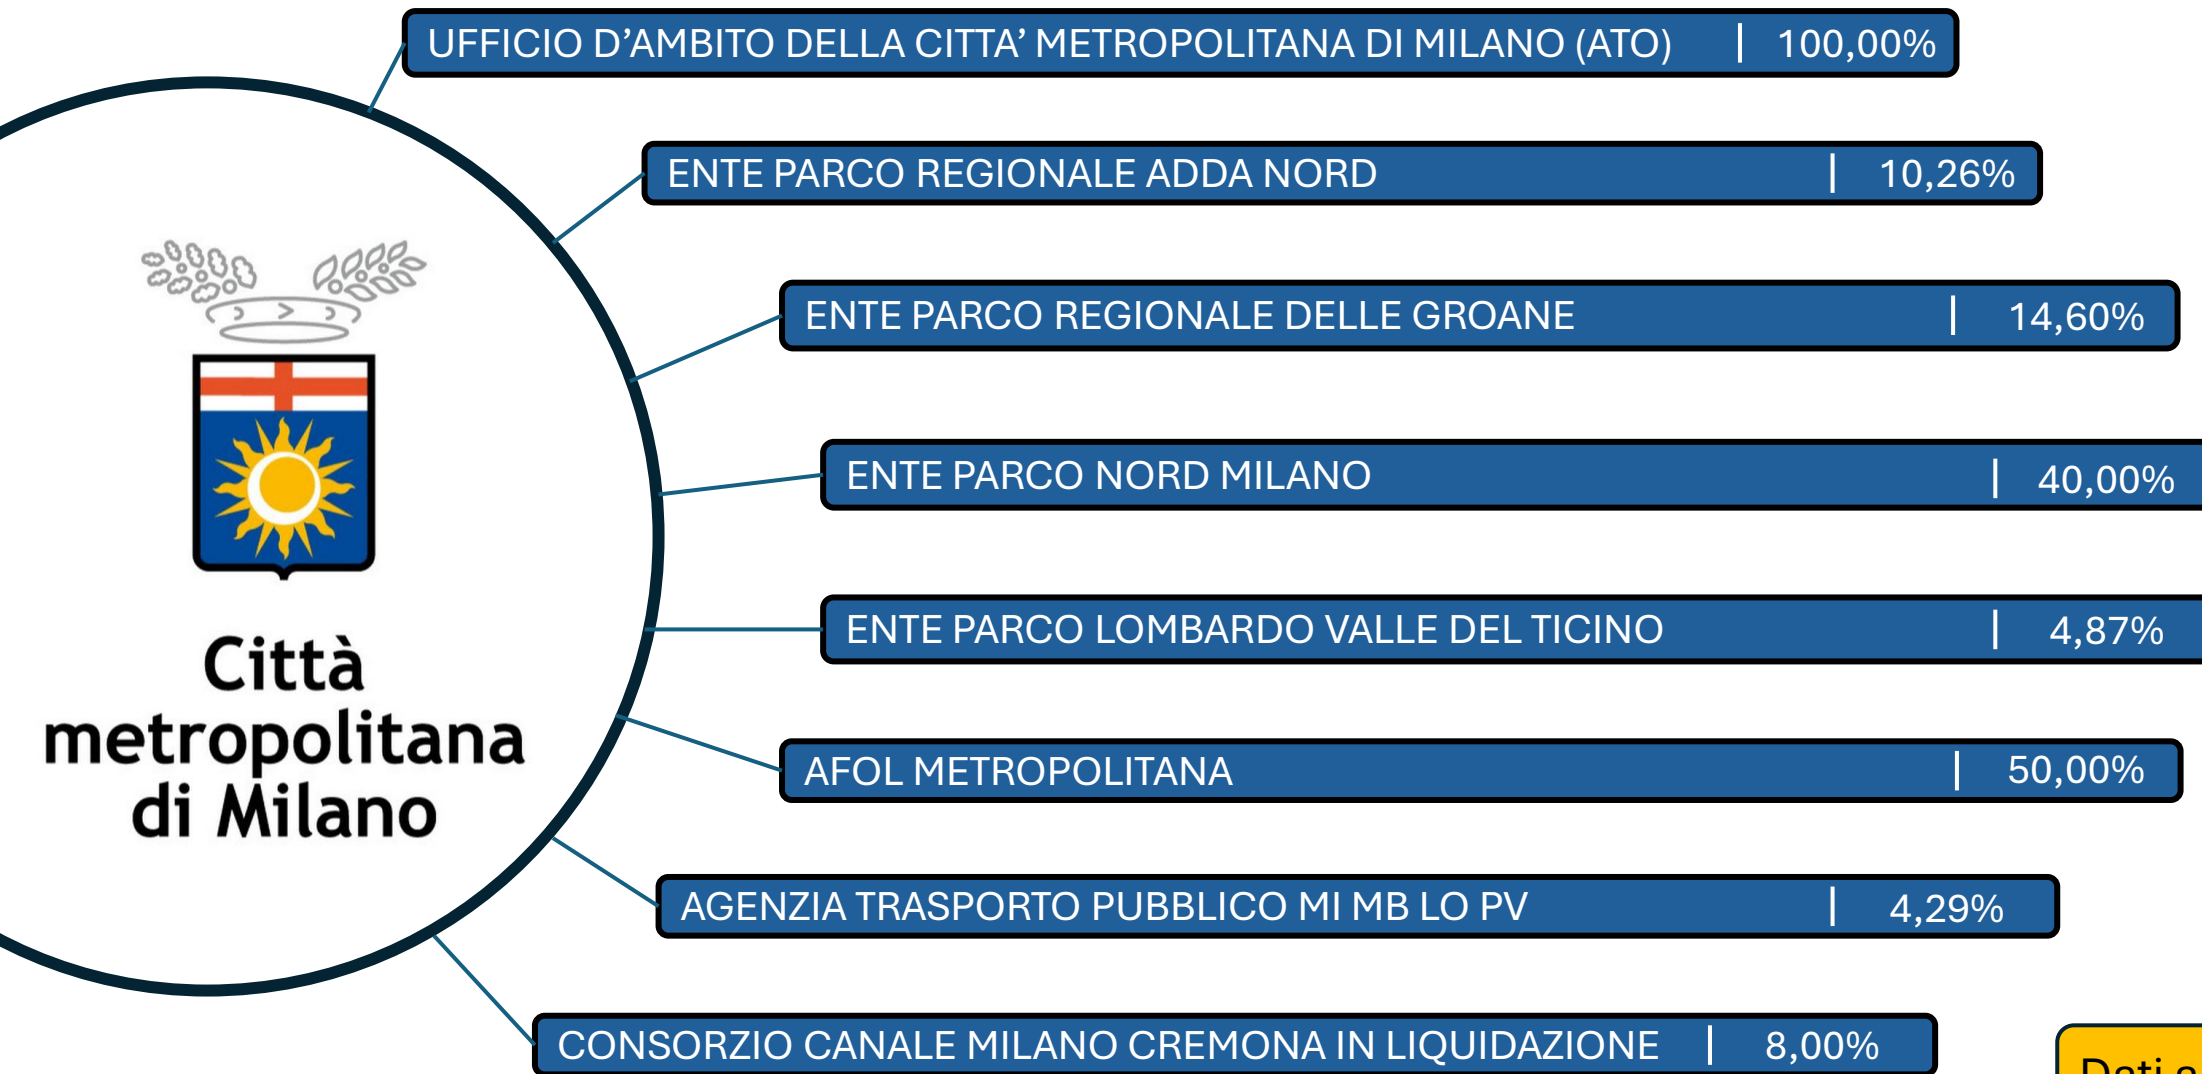 UFFICIO D’AMBITO DELLA CITTA’ METROPOLITANA DI MILANO (ATO) | 100,00%
ENTE PARCO REGIONALE ADDA NORD | 10,26%
ENTE PARCO REGIONALE DELLE GROANE | 14,60%
ENTE PARCO NORD MILANO | 40,00%
ENTE PARCO LOMBARDO VALLE DEL TICINO | 4,87%
Città
metropolitana
di Milano
AFOL METROPOLITANA | 50,00%
AGENZIA TRASPORTO PUBBLICO MI MB LO PV | 4,29%
CONSORZIO CANALE MILANO CREMONA IN LIQUIDAZIONE | 8,00%
Dati a